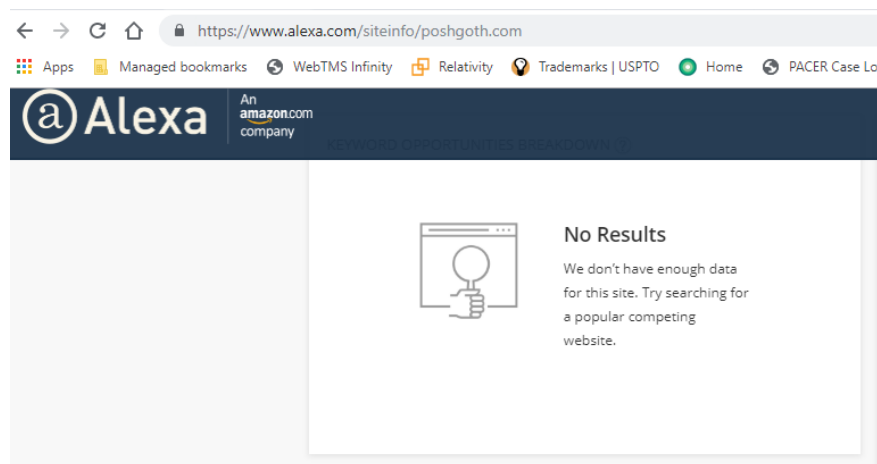 https://www.alexa.com/siteinfo/poshgoth.com
Apps Managed bookmarks WebTMS Infinity Relativity Trademarks | USPTO Home PACER Case Lo
a Alexa
An
amazon.com
company
KEYWORD OPPORTUNITIES BREAKDOWN (?)
No Results
We don't have enough data
for this site. Try searching for
a popular competing
website.